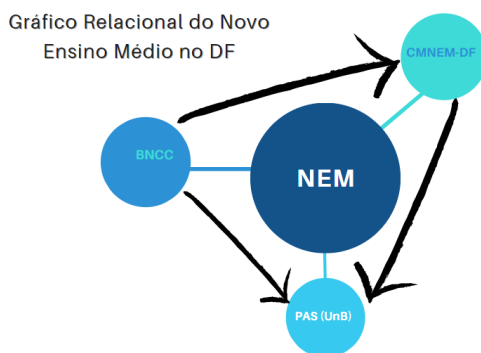 Gráfico Relacional do Novo
Ensino Médio no DF
CMNEM-DF
BNCC
NEM
PAS (UnB)